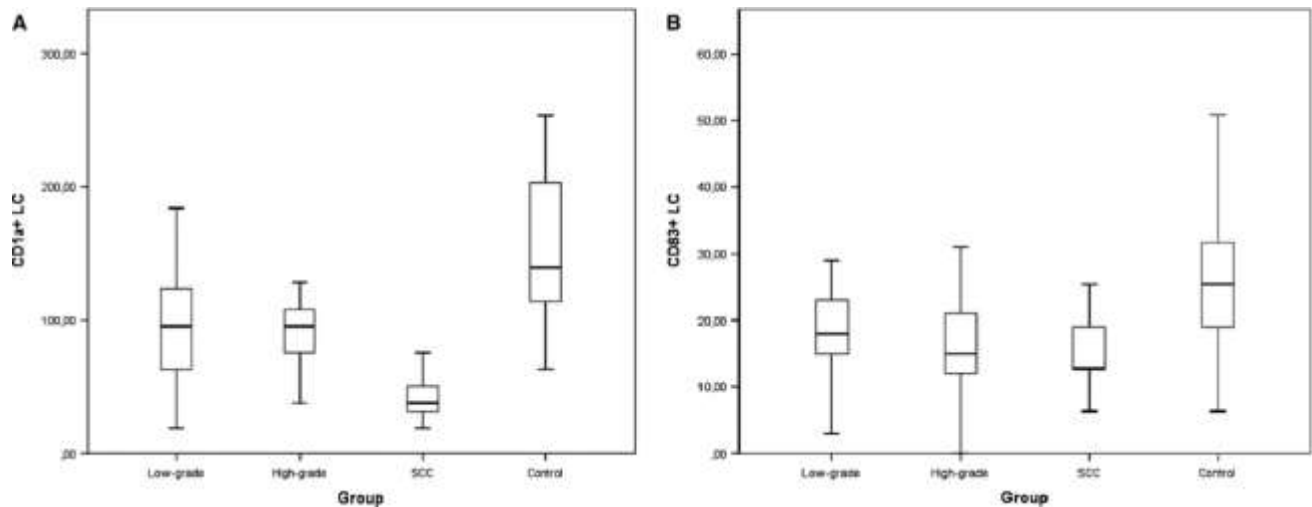 A
300,00
200,00
100,00
,00
CD1a+ LC
Low-grade
High-grade
SCC
Control
Group
B
60,00
50,00
40,00
30,00
20,00
10,00
,00
CD83+ LC
Low-grade
High-grade
SCC
Control
Group